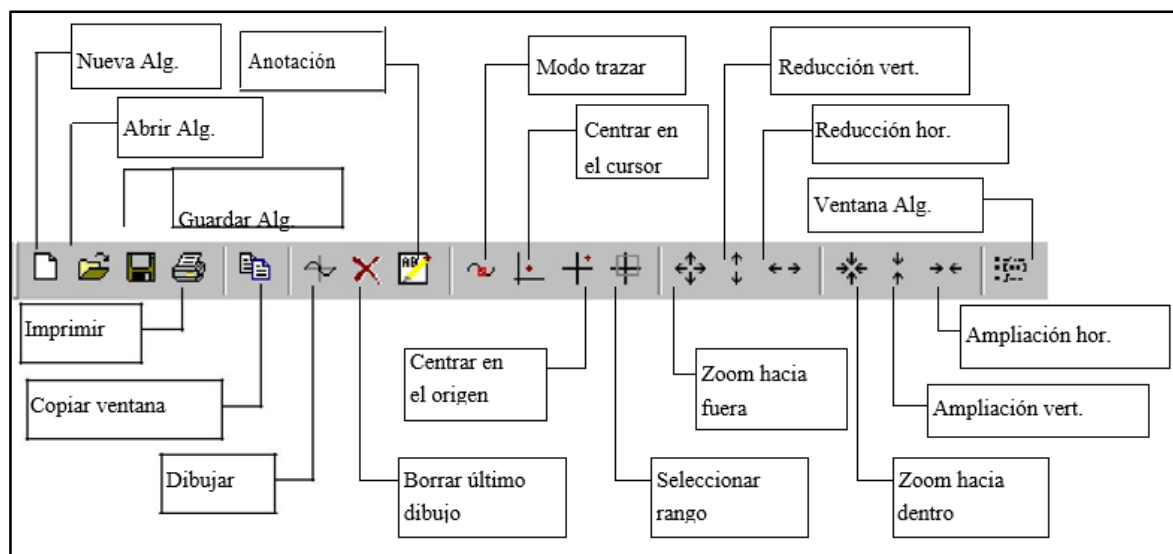 Nueva Alg.
Anotación
Modo trazar
Reducción vert.
Abrir Alg.
Centrar en
el cursor
Reducción hor.
Guardar Alg.
Ventana Alg.
Imprimir
Centrar en
el origen
Zoom hacia
fuera
Ampliación hor.
Copiar ventana
Ampliación vert.
Dibujar
Borrar último
dibujo
Seleccionar
rango
Zoom hacia
dentro